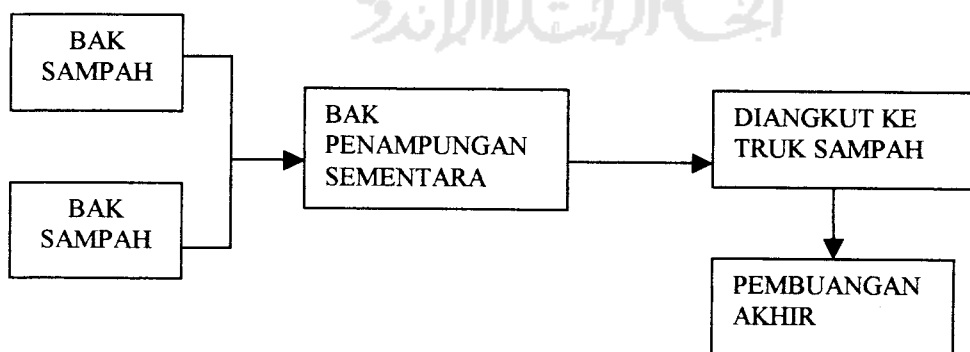 BAK
SAMPAH
BAK
SAMPAH
BAK
PENAMPUNGAN
SEMENTARA
DIANGKUT KE
TRUK SAMPAH
PEMBUANGAN
AKHIR